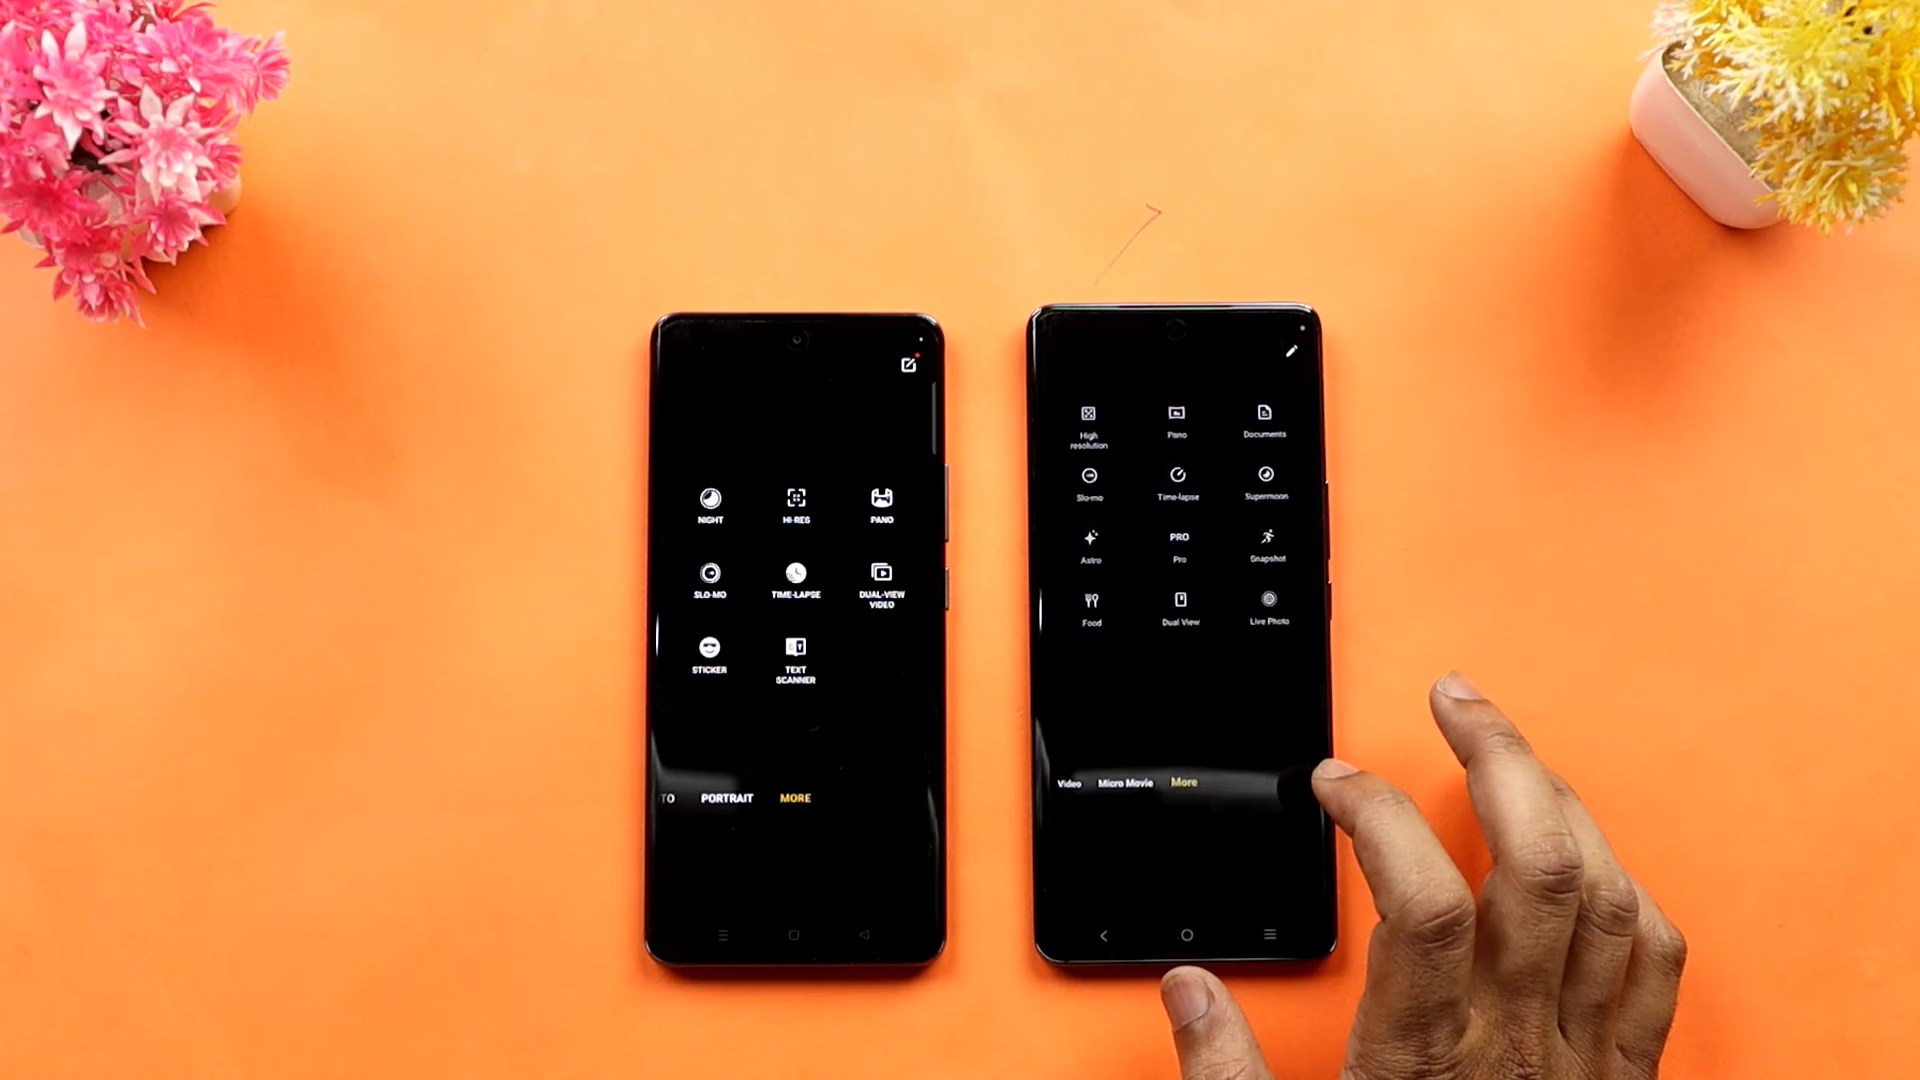 NIGHT HI-RES PANO
SLO-MO TIME-LAPSE DUAL-VIEW
VIDEO
STICKER TEXT
SCANNER
TO PORTRAIT MORE
High
resolution Pano Documents
Slo-mo Time-lapse Supermoon
PRO
Astro Pro Snapshot
Food Dual View Live Photo
Video Micro Movie More